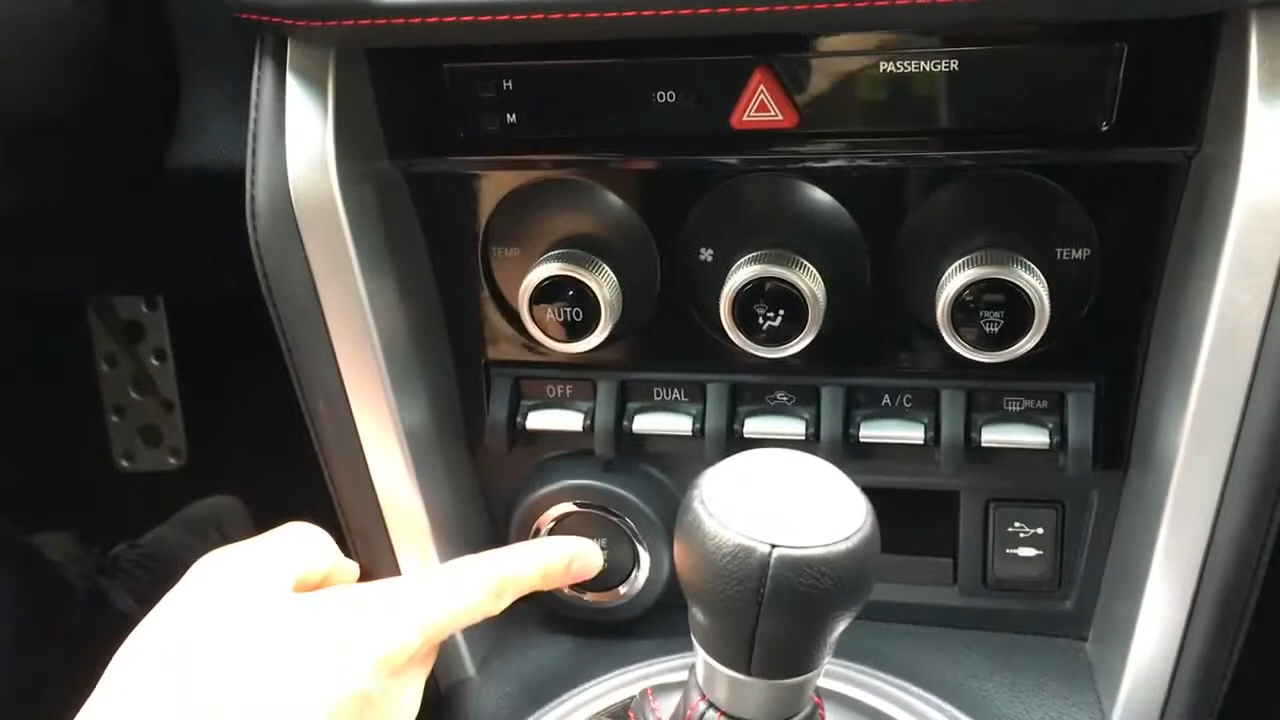 PASSENGER
H
:00
M
TEMP
TEMP
AUTO
FRONT
OFF
DUAL
A/C
REAR